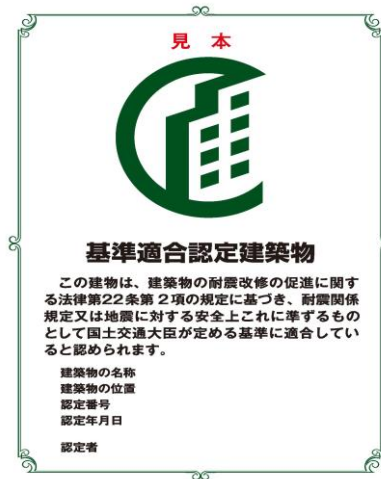 見 本
基準適合認定建築物
この建物は、建築物の耐震改修の促進に関す
る法律第22条第2項の規定に基づき、耐震関係
規定又は地震に対する安全上これに準ずるもの
として国土交通大臣が定める基準に適合してい
ると認められます。
建築物の名称
建築物の位置
認定番号
認定年月日
認定者